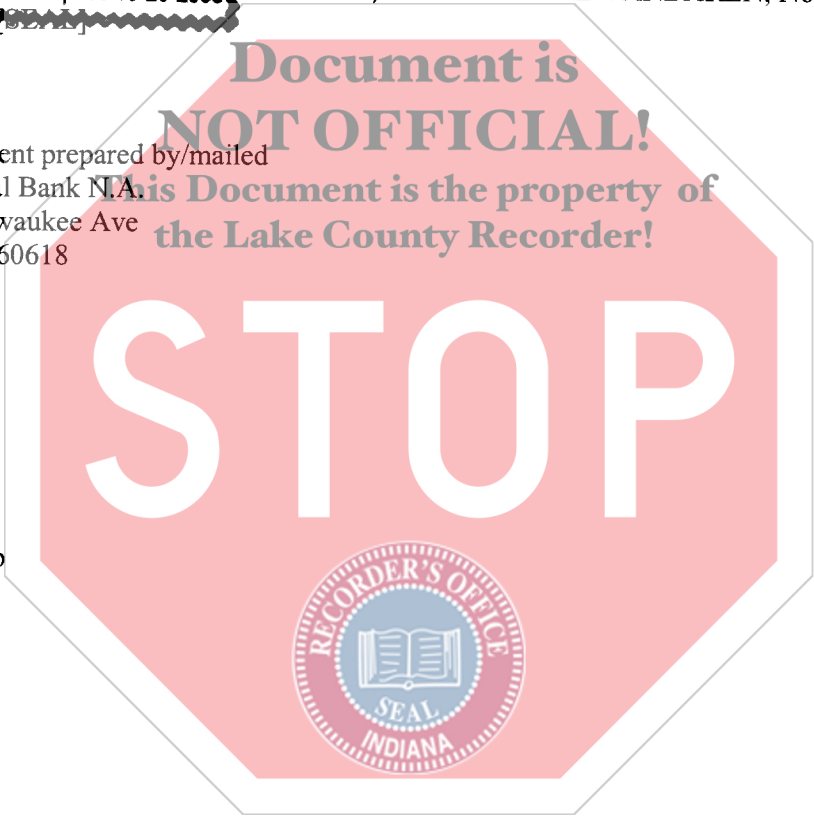 [SEAL]
Document is
NOT OFFICIAL!
ent prepared by/mailed
l Bank N.A.
This Document is the property of
waukee Ave
the Lake County Recorder!
60618
STOP
RECORDER'S OFFICE
SEAL
INDIANA